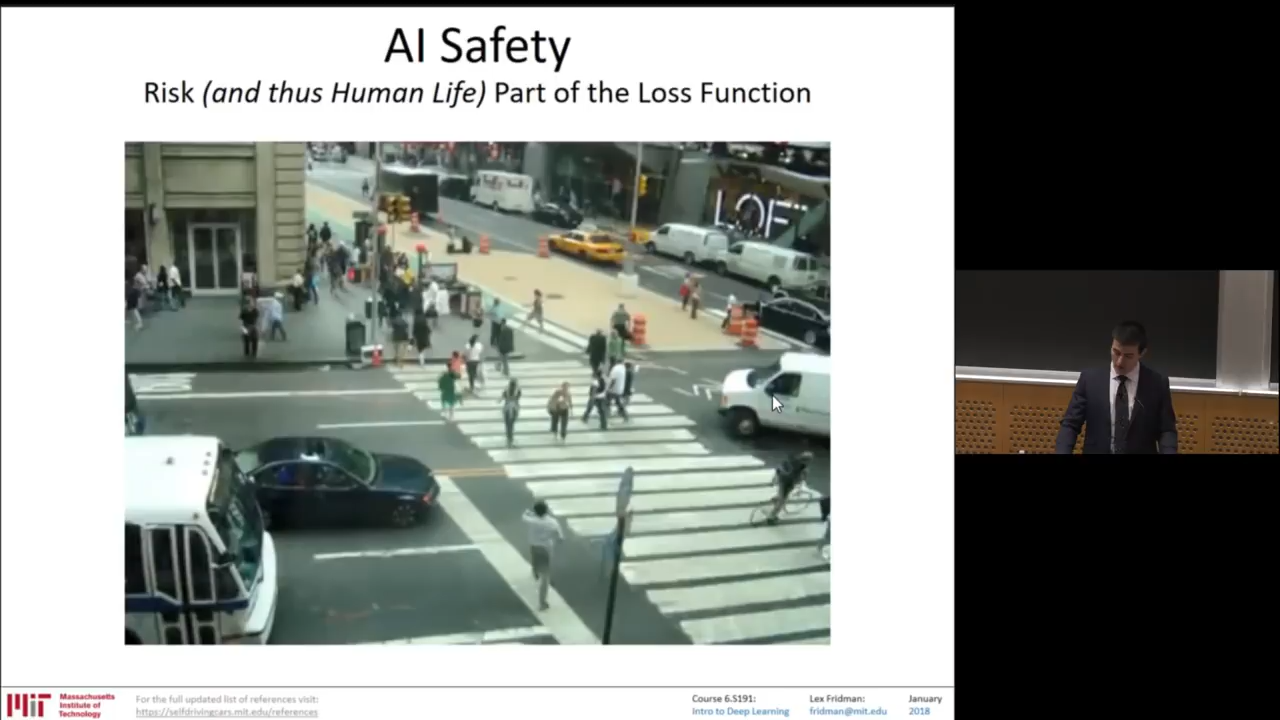 AI Safety
Risk (and thus Human Life) Part of the Loss Function
LOFT
MIT
Massachusetts
Institute of
Technology
For the full updated list of references visit:
https://selfdrivingcars.mit.edu/references
Course 6.S191:
Intro to Deep Learning
Lex Fridman:
fridman@mit.edu
January
2018